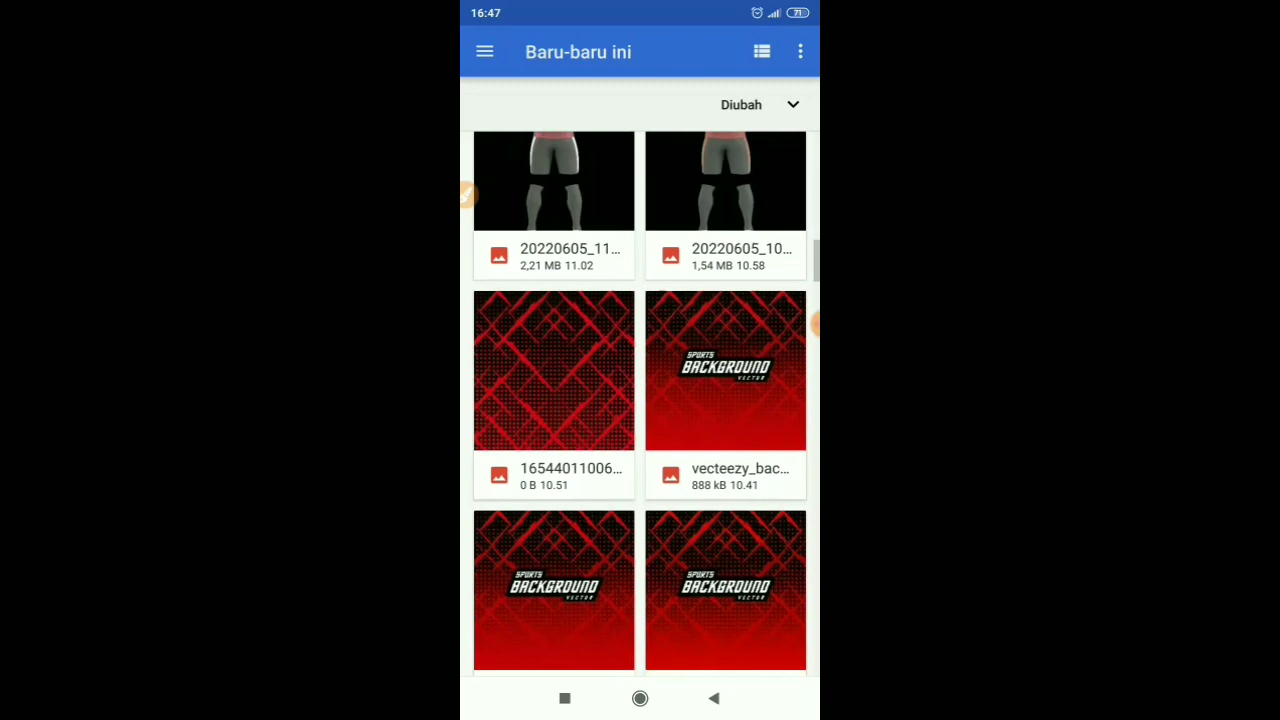 16:47
71
Baru-baru ini
Diubah
20220605_11...
2,21 MB 11.02
20220605_10...
1,54 MB 10.58
SPORTS
BACKGROUND
VECTOR
16544011006...
0 B 10.51
vecteezy_bac...
888 kB 10.41
SPORTS
BACKGROUND
VECTOR
SPORTS
BACKGROUND
VECTOR